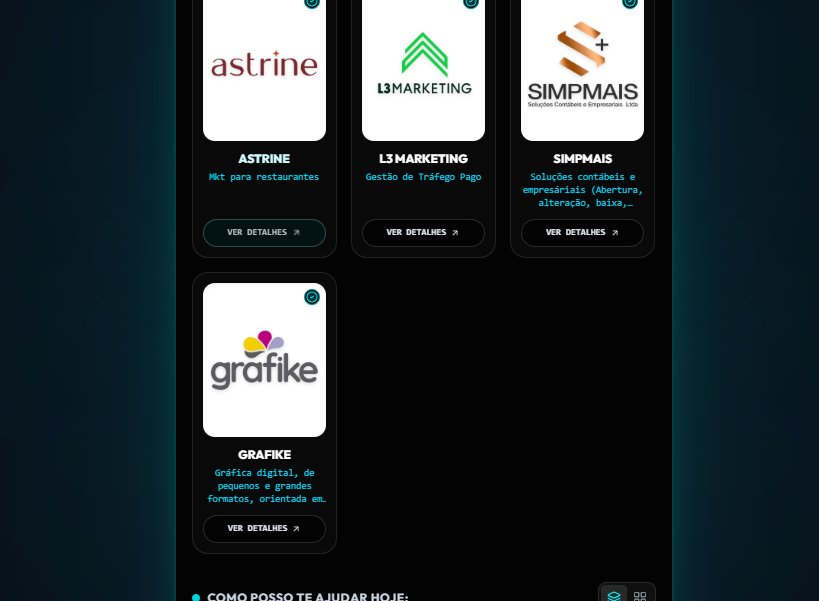 astrine
L3MARKETING
SIMPMAIS
Soluções Contábeis e Empresariais Ltda
ASTRINE
L3 MARKETING
SIMPMAIS
Mkt para restaurantes
Gestão de Tráfego Pago
Soluções contábeis e
empresáriais (Abertura,
alteração, baixa,…
VER DETALHES
VER DETALHES
VER DETALHES
grafike
GRAFIKE
Gráfica digital, de
pequenos e grandes
formatos, orientada em…
VER DETALHES
COMO POSSO TE AJUDAR HOJE: